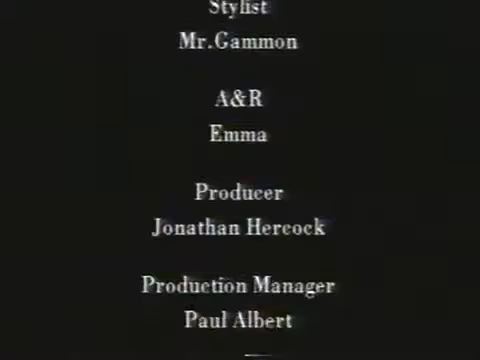 Stylist
Mr.Gammon
A&R
Emma
Producer
Jonathan Hercock
Production Manager
Paul Albert